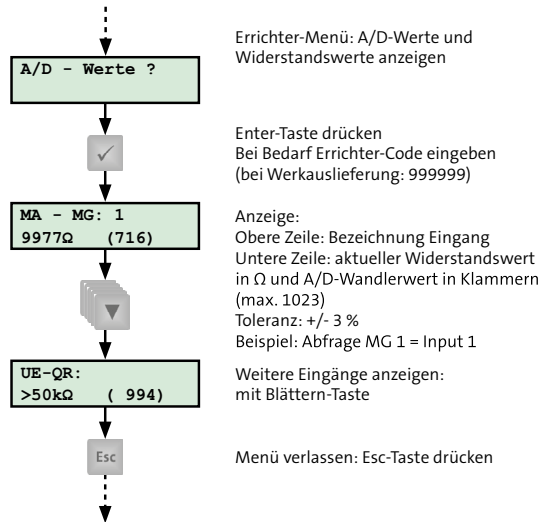 Errichter-Menü: A/D-Werte und
Widerstandswerte anzeigen
A/D - Werte ?
Enter-Taste drücken
Bei Bedarf Errichter-Code eingeben
(bei Werkauslieferung: 999999)
MA - MG: 1
9977Ω (716)
Anzeige:
Obere Zeile: Bezeichnung Eingang
Untere Zeile: aktueller Widerstandswert
in Ω und A/D-Wandlerwert in Klammern
(max. 1023)
Toleranz: +/- 3 %
Beispiel: Abfrage MG 1 = Input 1
UE-QR:
>50kΩ ( 994)
Weitere Eingänge anzeigen:
mit Blättern-Taste
Esc
Menü verlassen: Esc-Taste drücken